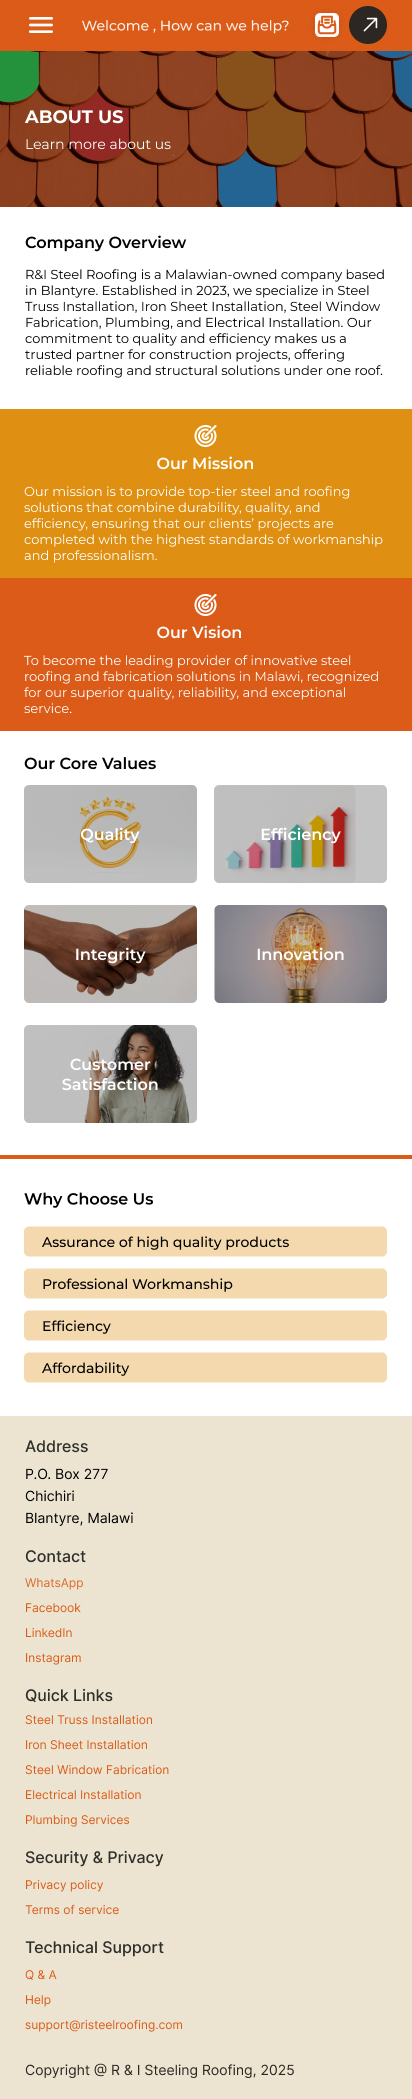 Welcome , How can we help?
ABOUT US
Learn more about us
Company Overview
R&I Steel Roofing is a Malawian-owned company based
in Blantyre. Established in 2023, we specialize in Steel
Truss Installation, Iron Sheet Installation, Steel Window
Fabrication, Plumbing, and Electrical Installation. Our
commitment to quality and efficiency makes us a
trusted partner for construction projects, offering
reliable roofing and structural solutions under one roof.
Our Mission
Our mission is to provide top-tier steel and roofing
solutions that combine durability, quality, and
efficiency, ensuring that our clients' projects are
completed with the highest standards of workmanship
and professionalism.
Our Vision
To become the leading provider of innovative steel
roofing and fabrication solutions in Malawi, recognized
for our superior quality, reliability, and exceptional
service.
Our Core Values
Quality
Efficiency
Integrity
Innovation
Customer
Satisfaction
Why Choose Us
Assurance of high quality products
Professional Workmanship
Efficiency
Affordability
Address
P.O. Box 277
Chichiri
Blantyre, Malawi
Contact
WhatsApp
Facebook
LinkedIn
Instagram
Quick Links
Steel Truss Installation
Iron Sheet Installation
Steel Window Fabrication
Electrical Installation
Plumbing Services
Security & Privacy
Privacy policy
Terms of service
Technical Support
Q & A
Help
support@risteelroofing.com
Copyright @ R & I Steeling Roofing, 2025